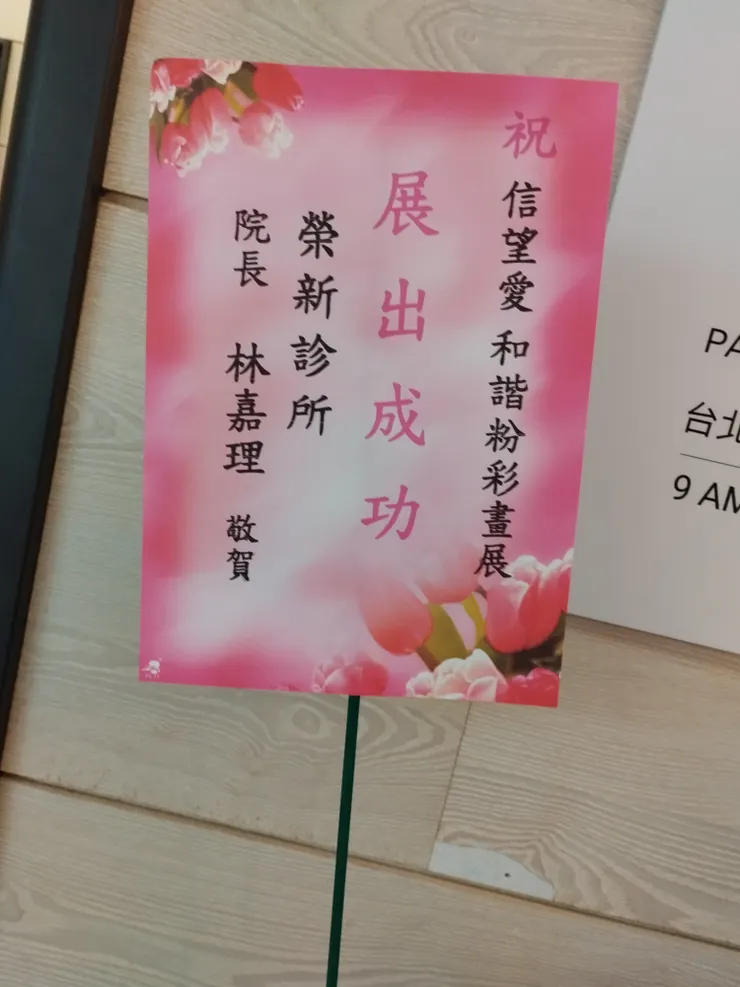 祝 信望愛 和諧粉彩畫展
展出成功
榮新診所
院長 林嘉理 敬賀
PA
台北
9 AM